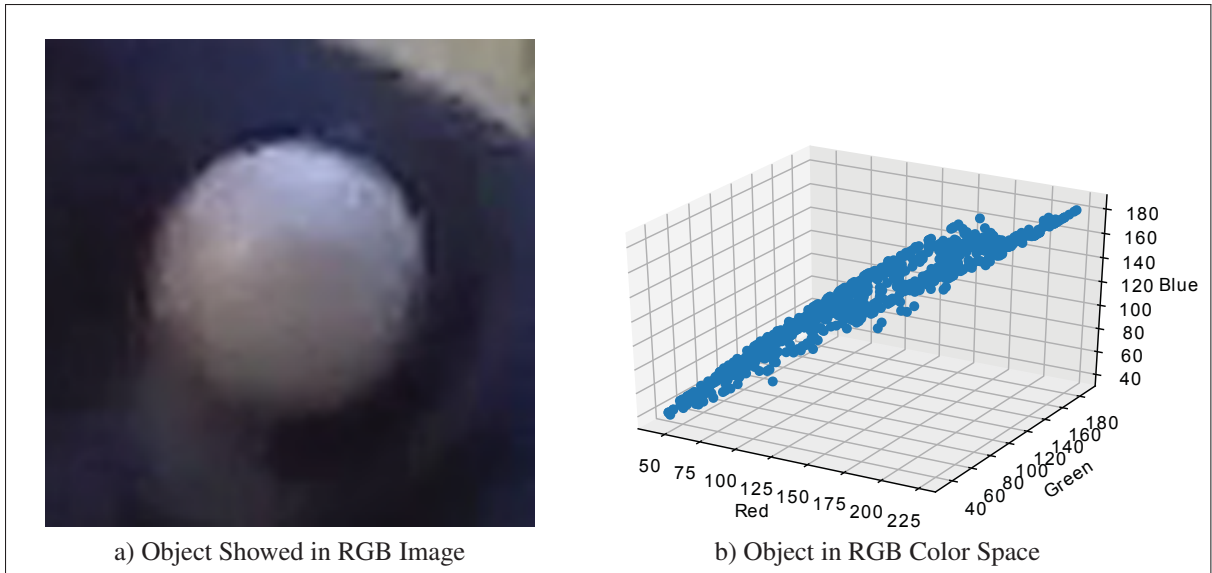 180
160
140
120 Blue
100
80
60
40
50 75 100 125 150 175 200 225
Red
40 60 80 100 120 140 160 180
Green
a) Object Showed in RGB Image
b) Object in RGB Color Space